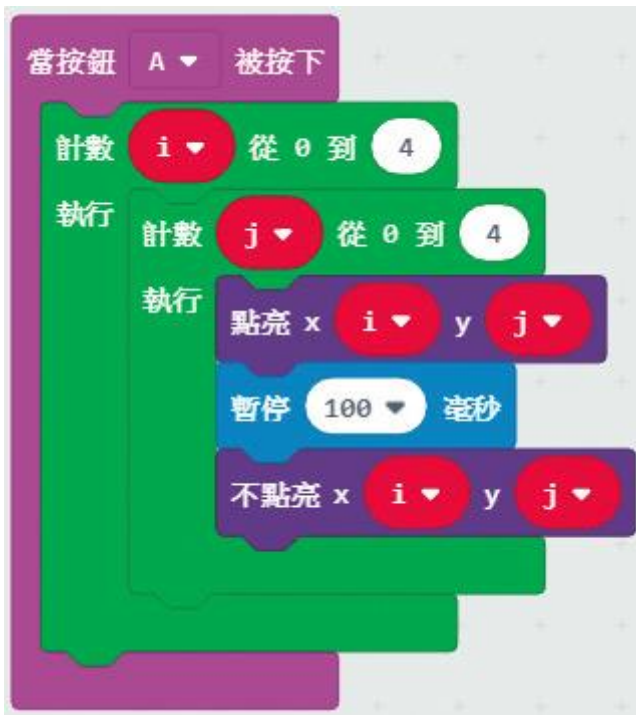 當按鈕 A 被按下
計數 i 從 0 到 4
執行
計數 j 從 0 到 4
執行
點亮 x i y j
暫停 100 毫秒
不點亮 x i y j